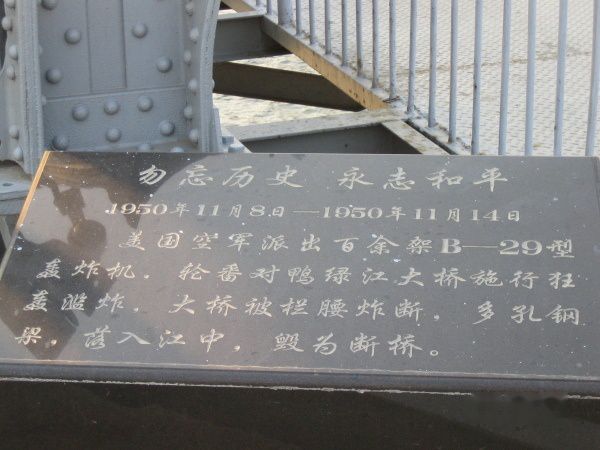 勿忘历史 永志和平
1950年11月8日—1950年11月14日
美国空军派出百余架B—29型
轰炸机.轮番对鸭绿江大桥施行狂
轰滥炸.大桥被栏腰炸断,多孔钢
梁,落入江中,毁为断桥。